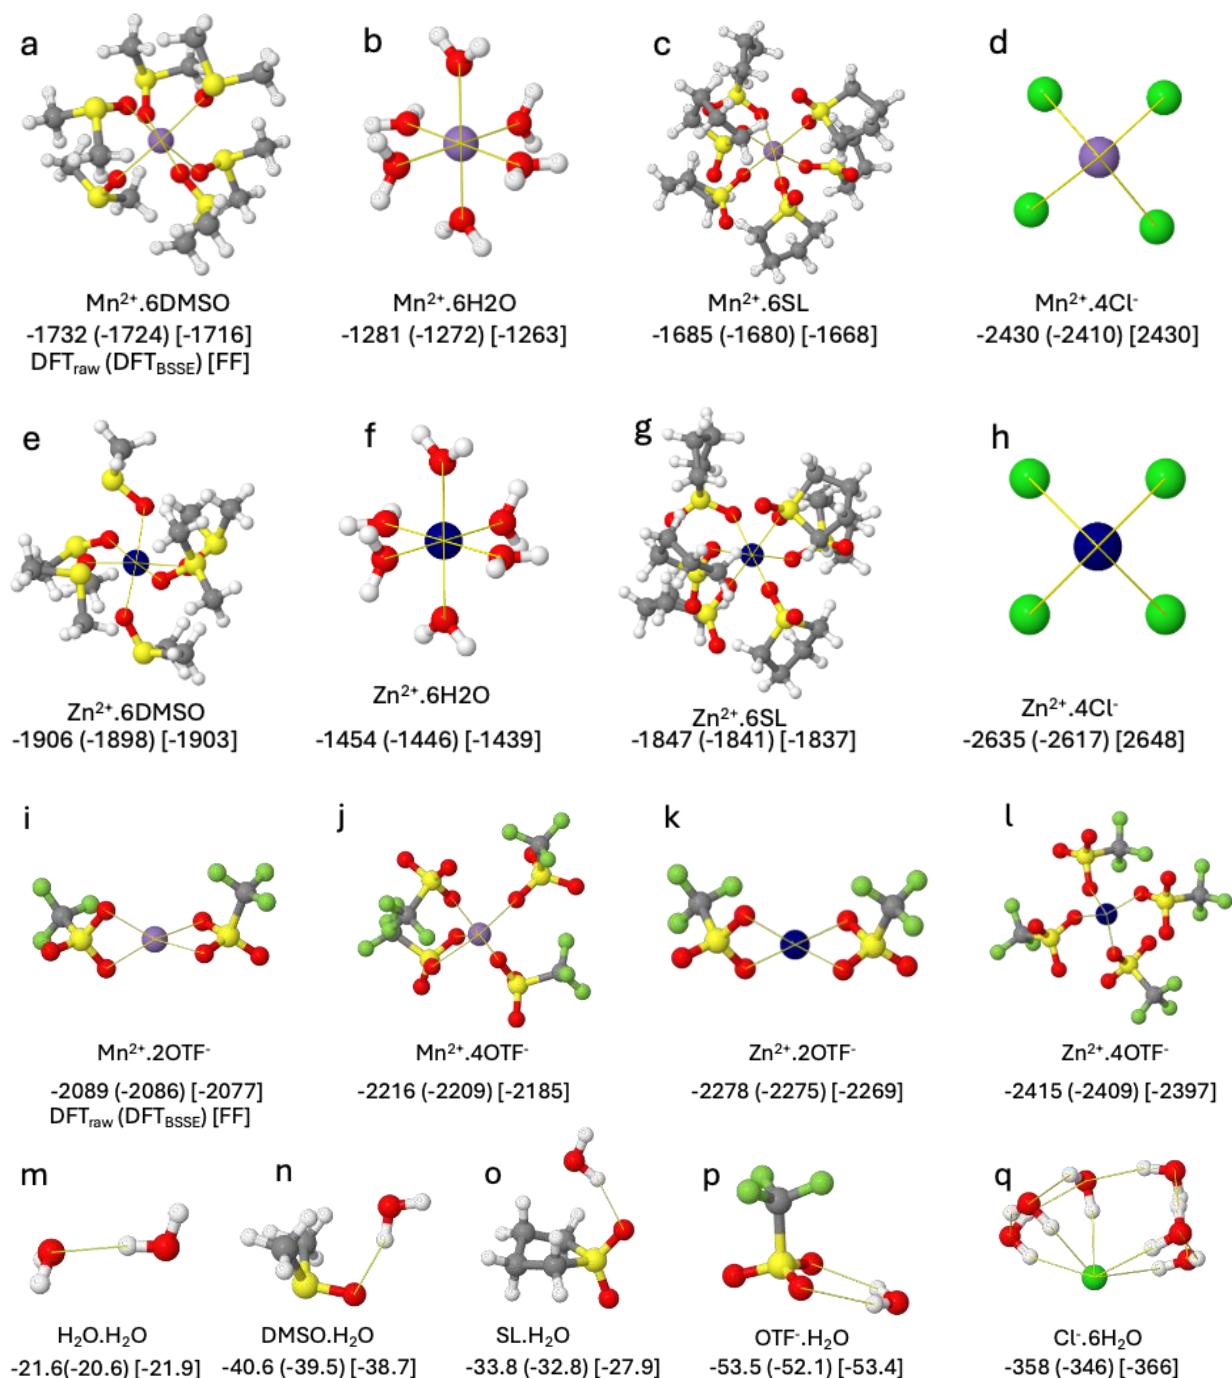 a b c d
Mn²⁺.6DMSO Mn²⁺.6H2O Mn²⁺.6SL Mn²⁺.4Cl⁻
-1732 (-1724) [-1716] -1281 (-1272) [-1263] -1685 (-1680) [-1668] -2430 (-2410) [2430]
DFTraw (DFTBSSE) [FF]
e f g h
Zn²⁺.6DMSO Zn²⁺.6H2O Zn²⁺.6SL Zn²⁺.4Cl⁻
-1906 (-1898) [-1903] -1454 (-1446) [-1439] -1847 (-1841) [-1837] -2635 (-2617) [2648]
i j k l
Mn²⁺.2OTF⁻ Mn²⁺.4OTF⁻ Zn²⁺.2OTF⁻ Zn²⁺.4OTF⁻
-2089 (-2086) [-2077] -2216 (-2209) [-2185] -2278 (-2275) [-2269] -2415 (-2409) [-2397]
DFTraw (DFTBSSE) [FF]
m n o p q
H₂O.H₂O DMSO.H₂O SL.H₂O OTF⁻.H₂O Cl⁻.6H₂O
-21.6(-20.6) [-21.9] -40.6 (-39.5) [-38.7] -33.8 (-32.8) [-27.9] -53.5 (-52.1) [-53.4] -358 (-346) [-366]